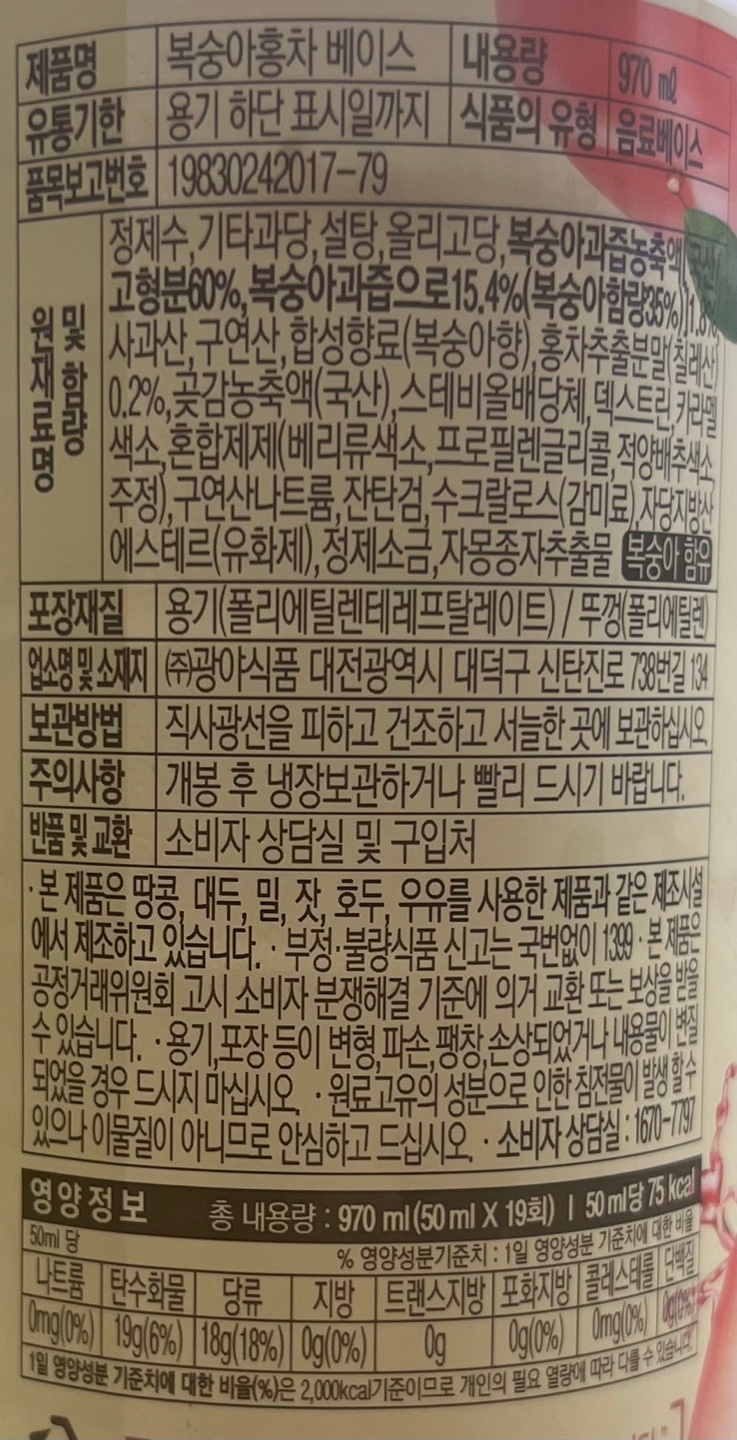 제품명 복숭아홍차 베이스 내용량 970 ㎖
유통기한 용기 하단 표시일까지 식품의 유형 음료베이스
품목보고번호 19830242017-79
원재료명 및 함량
정제수,기타과당,설탕,올리고당,복숭아과즙농축액(국산,
고형분60%,복숭아과즙으로15.4%(복숭아함량35%))1.8%,
사과산,구연산,합성향료(복숭아향),홍차추출분말(칠레산)
0.2%,곶감농축액(국산),스테비올배당체,덱스트린,카라멜
색소,혼합제제(베리류색소,프로필렌글리콜,적양배추색소,
주정),구연산나트륨,잔탄검,수크랄로스(감미료),자당지방산
에스테르(유화제),정제소금,자몽종자추출물 복숭아 함유
포장재질 용기(폴리에틸렌테레프탈레이트) / 뚜껑(폴리에틸렌)
업소명 및 소재지 ㈜광야식품 대전광역시 대덕구 신탄진로 738번길 134
보관방법 직사광선을 피하고 건조하고 서늘한 곳에 보관하십시오.
주의사항 개봉 후 냉장보관하거나 빨리 드시기 바랍니다.
반품 및 교환 소비자 상담실 및 구입처
·본 제품은 땅콩, 대두, 밀, 잣, 호두, 우유를 사용한 제품과 같은 제조시설
에서 제조하고 있습니다. ·부정·불량식품 신고는 국번없이 1399 ·본 제품은
공정거래위원회 고시 소비자 분쟁해결 기준에 의거 교환 또는 보상을 받을
수 있습니다. ·용기,포장 등이 변형,파손,팽창,손상되었거나 내용물이 변질
되었을 경우 드시지 마십시오. ·원료고유의 성분으로 인한 침전물이 발생 할 수
있으나 이물질이 아니므로 안심하고 드십시오. ·소비자 상담실 : 1670-7797
영양정보 총 내용량 : 970 ml (50 ml X 19회) | 50 ml당 75 kcal
50ml 당 % 영양성분기준치 : 1일 영양성분 기준치에 대한 비율
나트륨 탄수화물 당류 지방 트랜스지방 포화지방 콜레스테롤 단백질
0mg(0%) 19g(6%) 18g(18%) 0g(0%) 0g 0g(0%) 0mg(0%) 0g(0%)
1일 영양성분 기준치에 대한 비율(%)은 2,000kcal기준이므로 개인의 필요 열량에 따라 다를 수 있습니다.